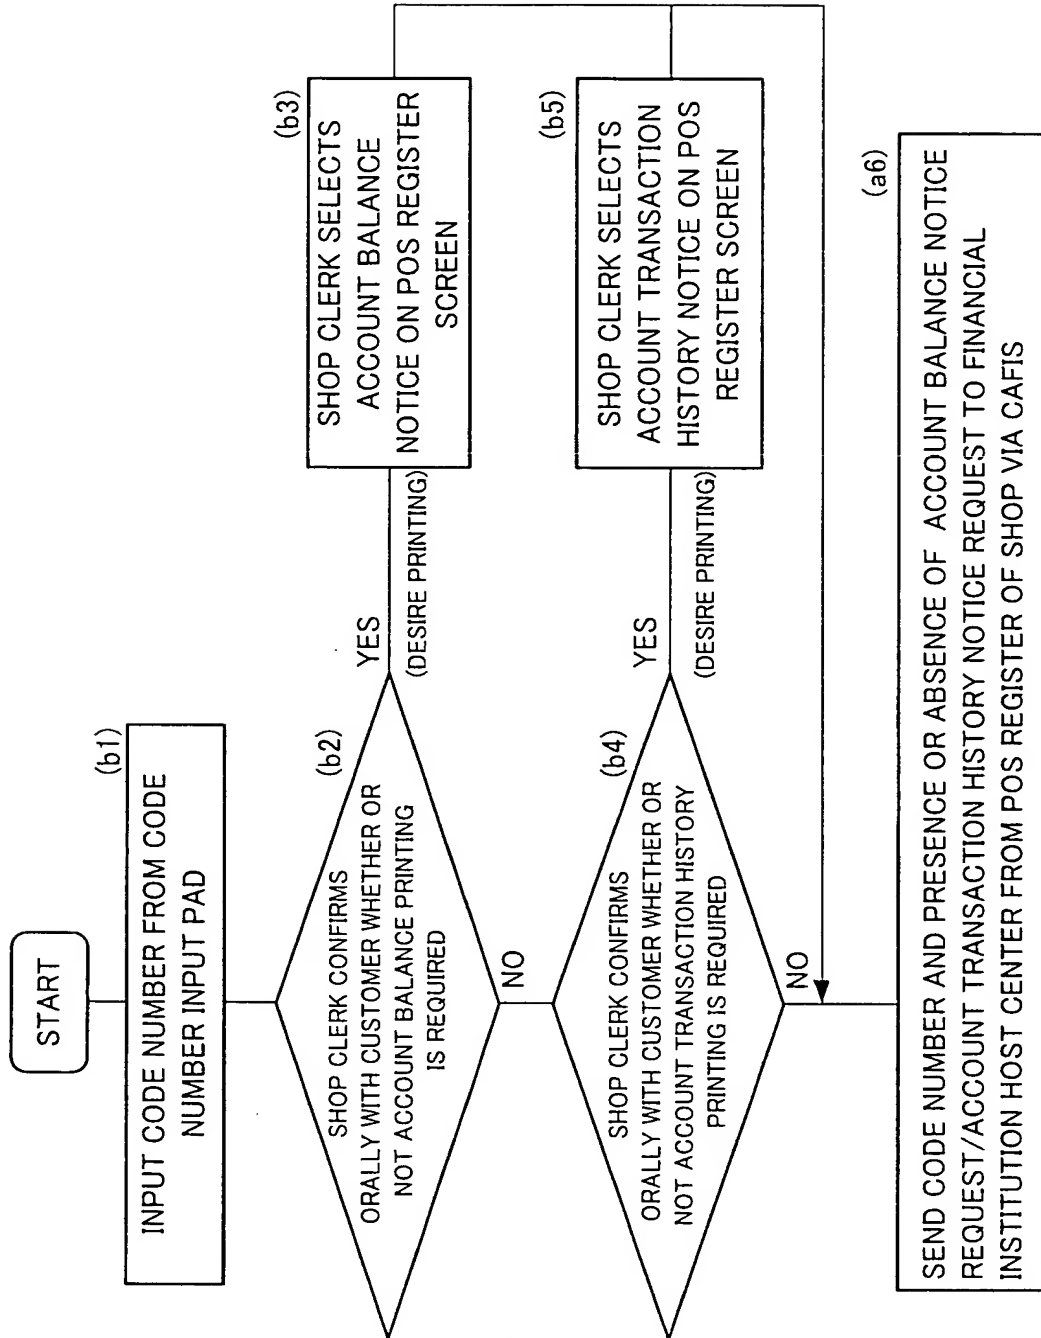 START
(b1)
INPUT CODE NUMBER FROM CODE
NUMBER INPUT PAD
(b2)
SHOP CLERK CONFIRMS
ORALLY WITH CUSTOMER WHETHER OR
NOT ACCOUNT BALANCE PRINTING
IS REQUIRED
YES
(DESIRE PRINTING)
(b3)
SHOP CLERK SELECTS
ACCOUNT BALANCE
NOTICE ON POS REGISTER
SCREEN
NO
(b4)
SHOP CLERK CONFIRMS
ORALLY WITH CUSTOMER WHETHER OR
NOT ACCOUNT TRANSACTION HISTORY
PRINTING IS REQUIRED
YES
(DESIRE PRINTING)
(b5)
SHOP CLERK SELECTS
ACCOUNT TRANSACTION
HISTORY NOTICE ON POS
REGISTER SCREEN
NO
(a6)
SEND CODE NUMBER AND PRESENCE OR ABSENCE OF ACCOUNT BALANCE NOTICE
REQUEST/ACCOUNT TRANSACTION HISTORY NOTICE REQUEST TO FINANCIAL
INSTITUTION HOST CENTER FROM POS REGISTER OF SHOP VIA CAFIS